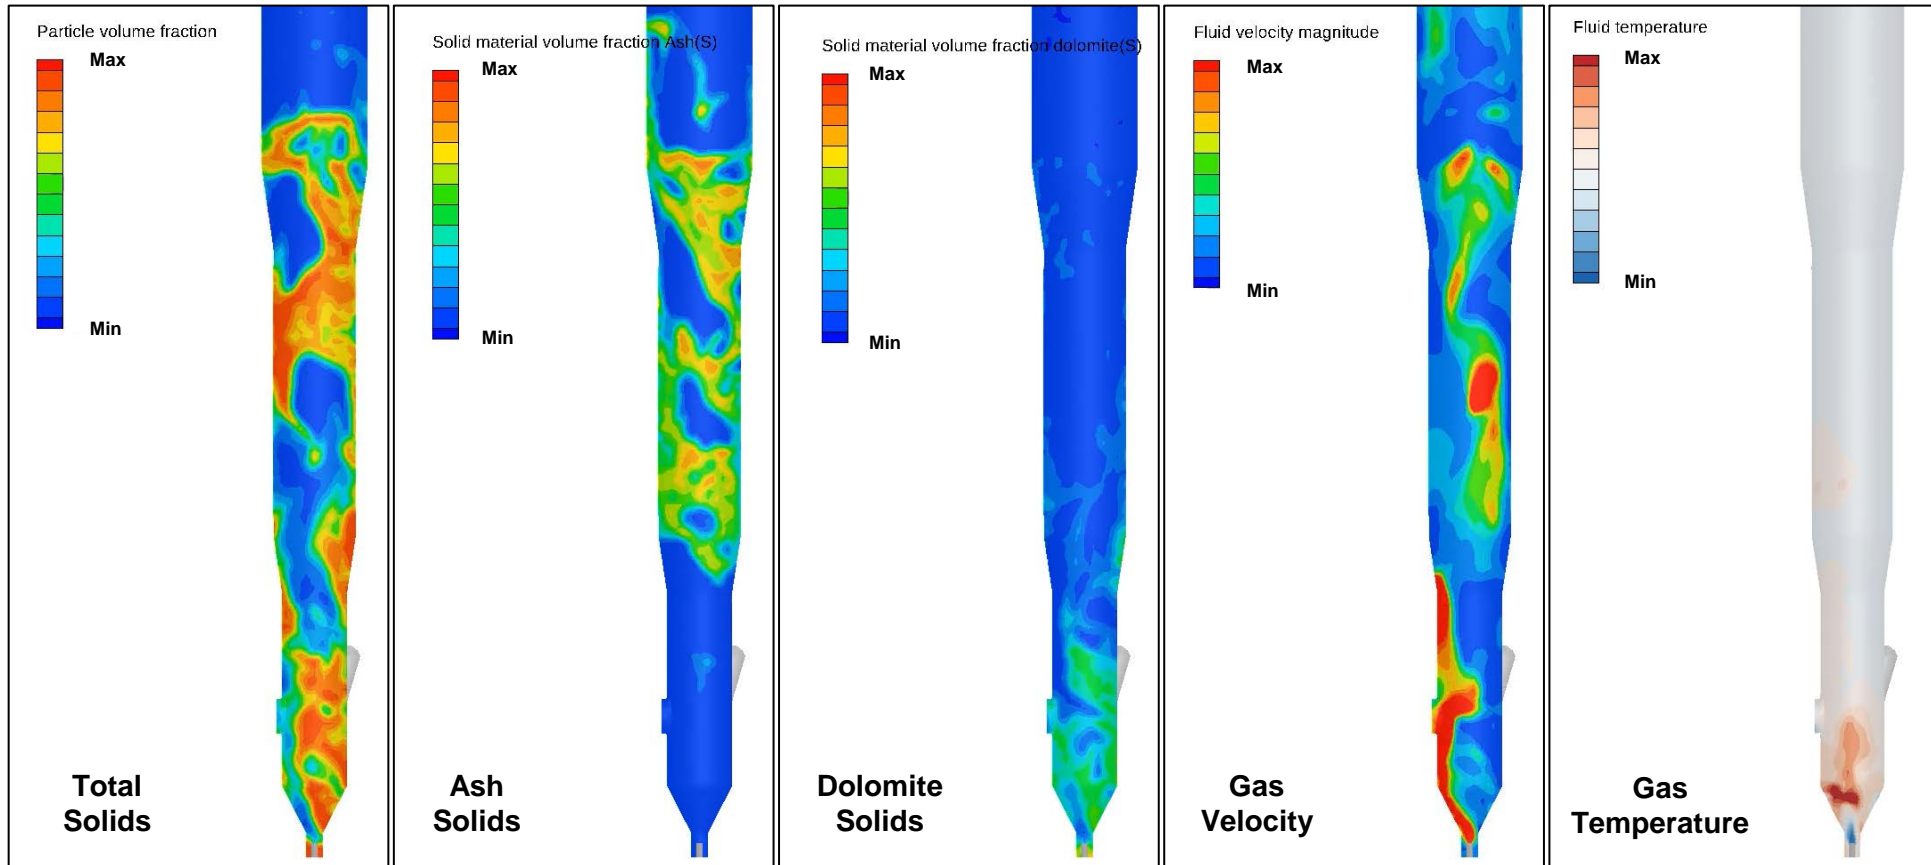 Particle volume fraction
Max
Min
Total
Solids
Solid material volume fraction Ash(S)
Max
Min
Ash
Solids
Solid material volume fraction dolomite(S)
Max
Min
Dolomite
Solids
Fluid velocity magnitude
Max
Min
Gas
Velocity
Fluid temperature
Max
Min
Gas
Temperature